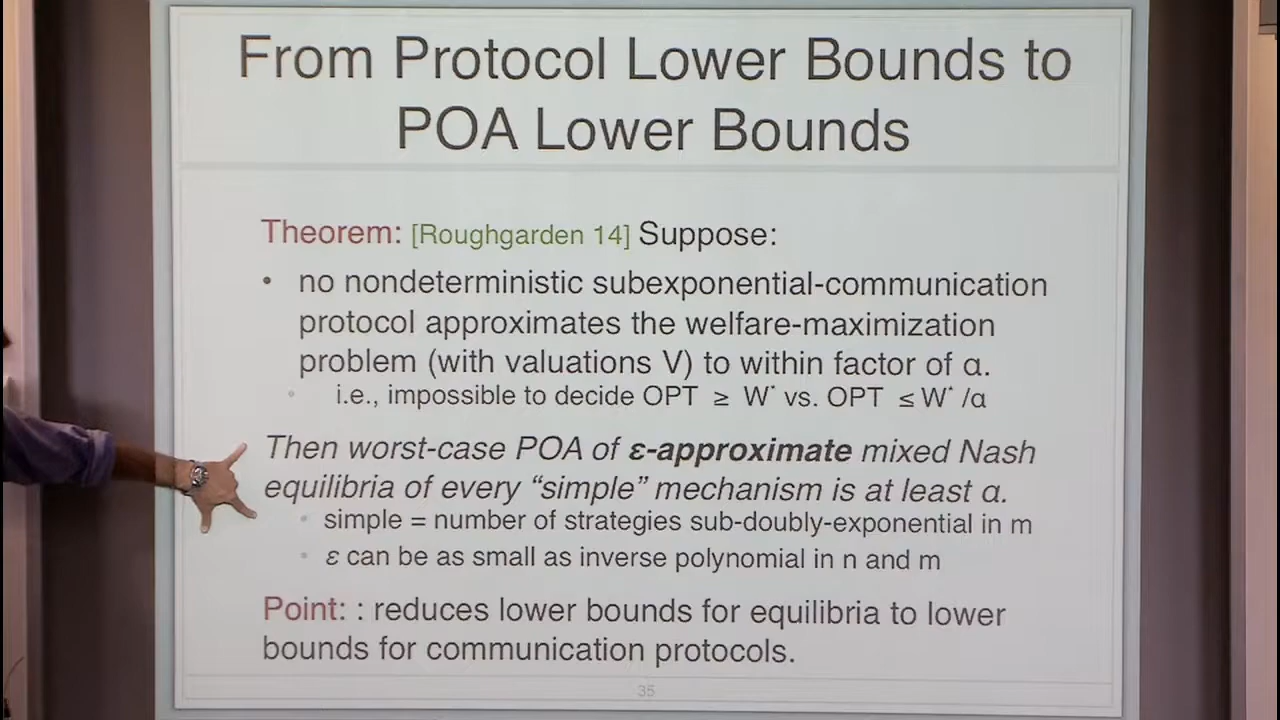 From Protocol Lower Bounds to
POA Lower Bounds
Theorem: [Roughgarden 14] Suppose:
• no nondeterministic subexponential-communication
protocol approximates the welfare-maximization
problem (with valuations V) to within factor of α.
◦ i.e., impossible to decide OPT ≥ W* vs. OPT ≤ W*/α
Then worst-case POA of ε-approximate mixed Nash
equilibria of every “simple” mechanism is at least α.
• simple = number of strategies sub-doubly-exponential in m
• ε can be as small as inverse polynomial in n and m
Point: : reduces lower bounds for equilibria to lower
bounds for communication protocols.
35